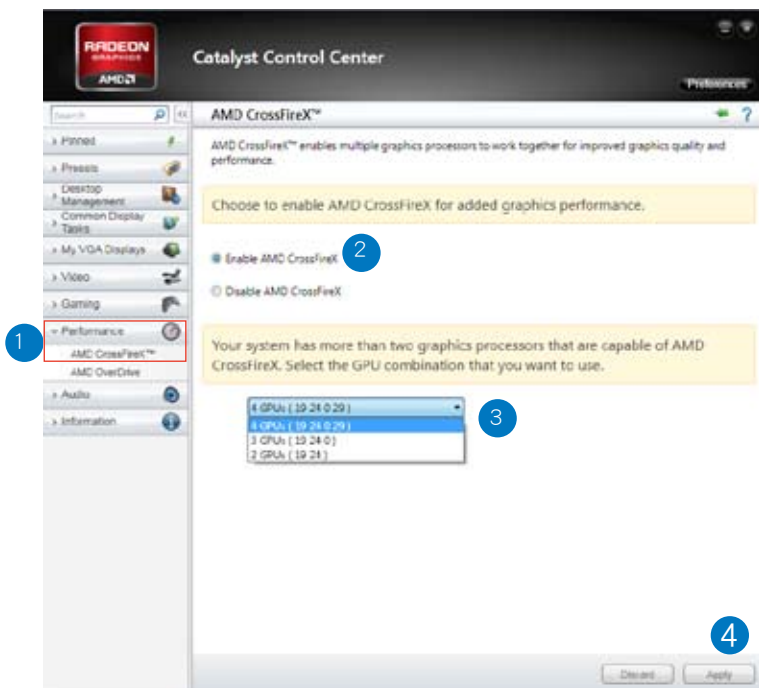 RADEON
GRAPHICS
AMD
Catalyst Control Center
Preferences
Search
AMD CrossFireX™
?
Pinned
Presets
Desktop
Management
Common Display
Tasks
My VGA Displays
Video
Gaming
Performance
AMD CrossFireX™
AMD OverDrive
Audio
Information
AMD CrossFireX™ enables multiple graphics processors to work together for improved graphics quality and
performance.
Choose to enable AMD CrossFireX for added graphics performance.
Enable AMD CrossFireX
2
Disable AMD CrossFireX
1
Your system has more than two graphics processors that are capable of AMD
CrossFireX. Select the GPU combination that you want to use.
4 GPUs ( 19 24 0 29 )
4 GPUs ( 19 24 0 29 )
3 GPUs ( 19 24 0 )
2 GPUs ( 19 24 )
3
4
Discard
Apply